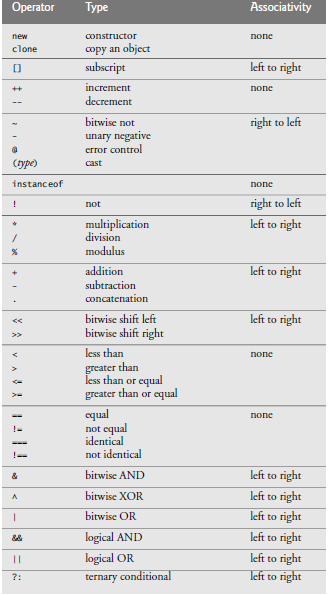 Operator Type Associativity
new constructor none
clone copy an object
[] subscript left to right
++ increment none
-- decrement
~ bitwise not right to left
- unary negative
@ error control
(type) cast
instanceof none
! not right to left
* multiplication left to right
/ division
% modulus
+ addition left to right
- subtraction
. concatenation
<< bitwise shift left left to right
>> bitwise shift right
< less than none
> greater than
<= less than or equal
>= greater than or equal
== equal none
!= not equal
=== identical
!== not identical
& bitwise AND left to right
^ bitwise XOR left to right
| bitwise OR left to right
&& logical AND left to right
|| logical OR left to right
?: ternary conditional left to right